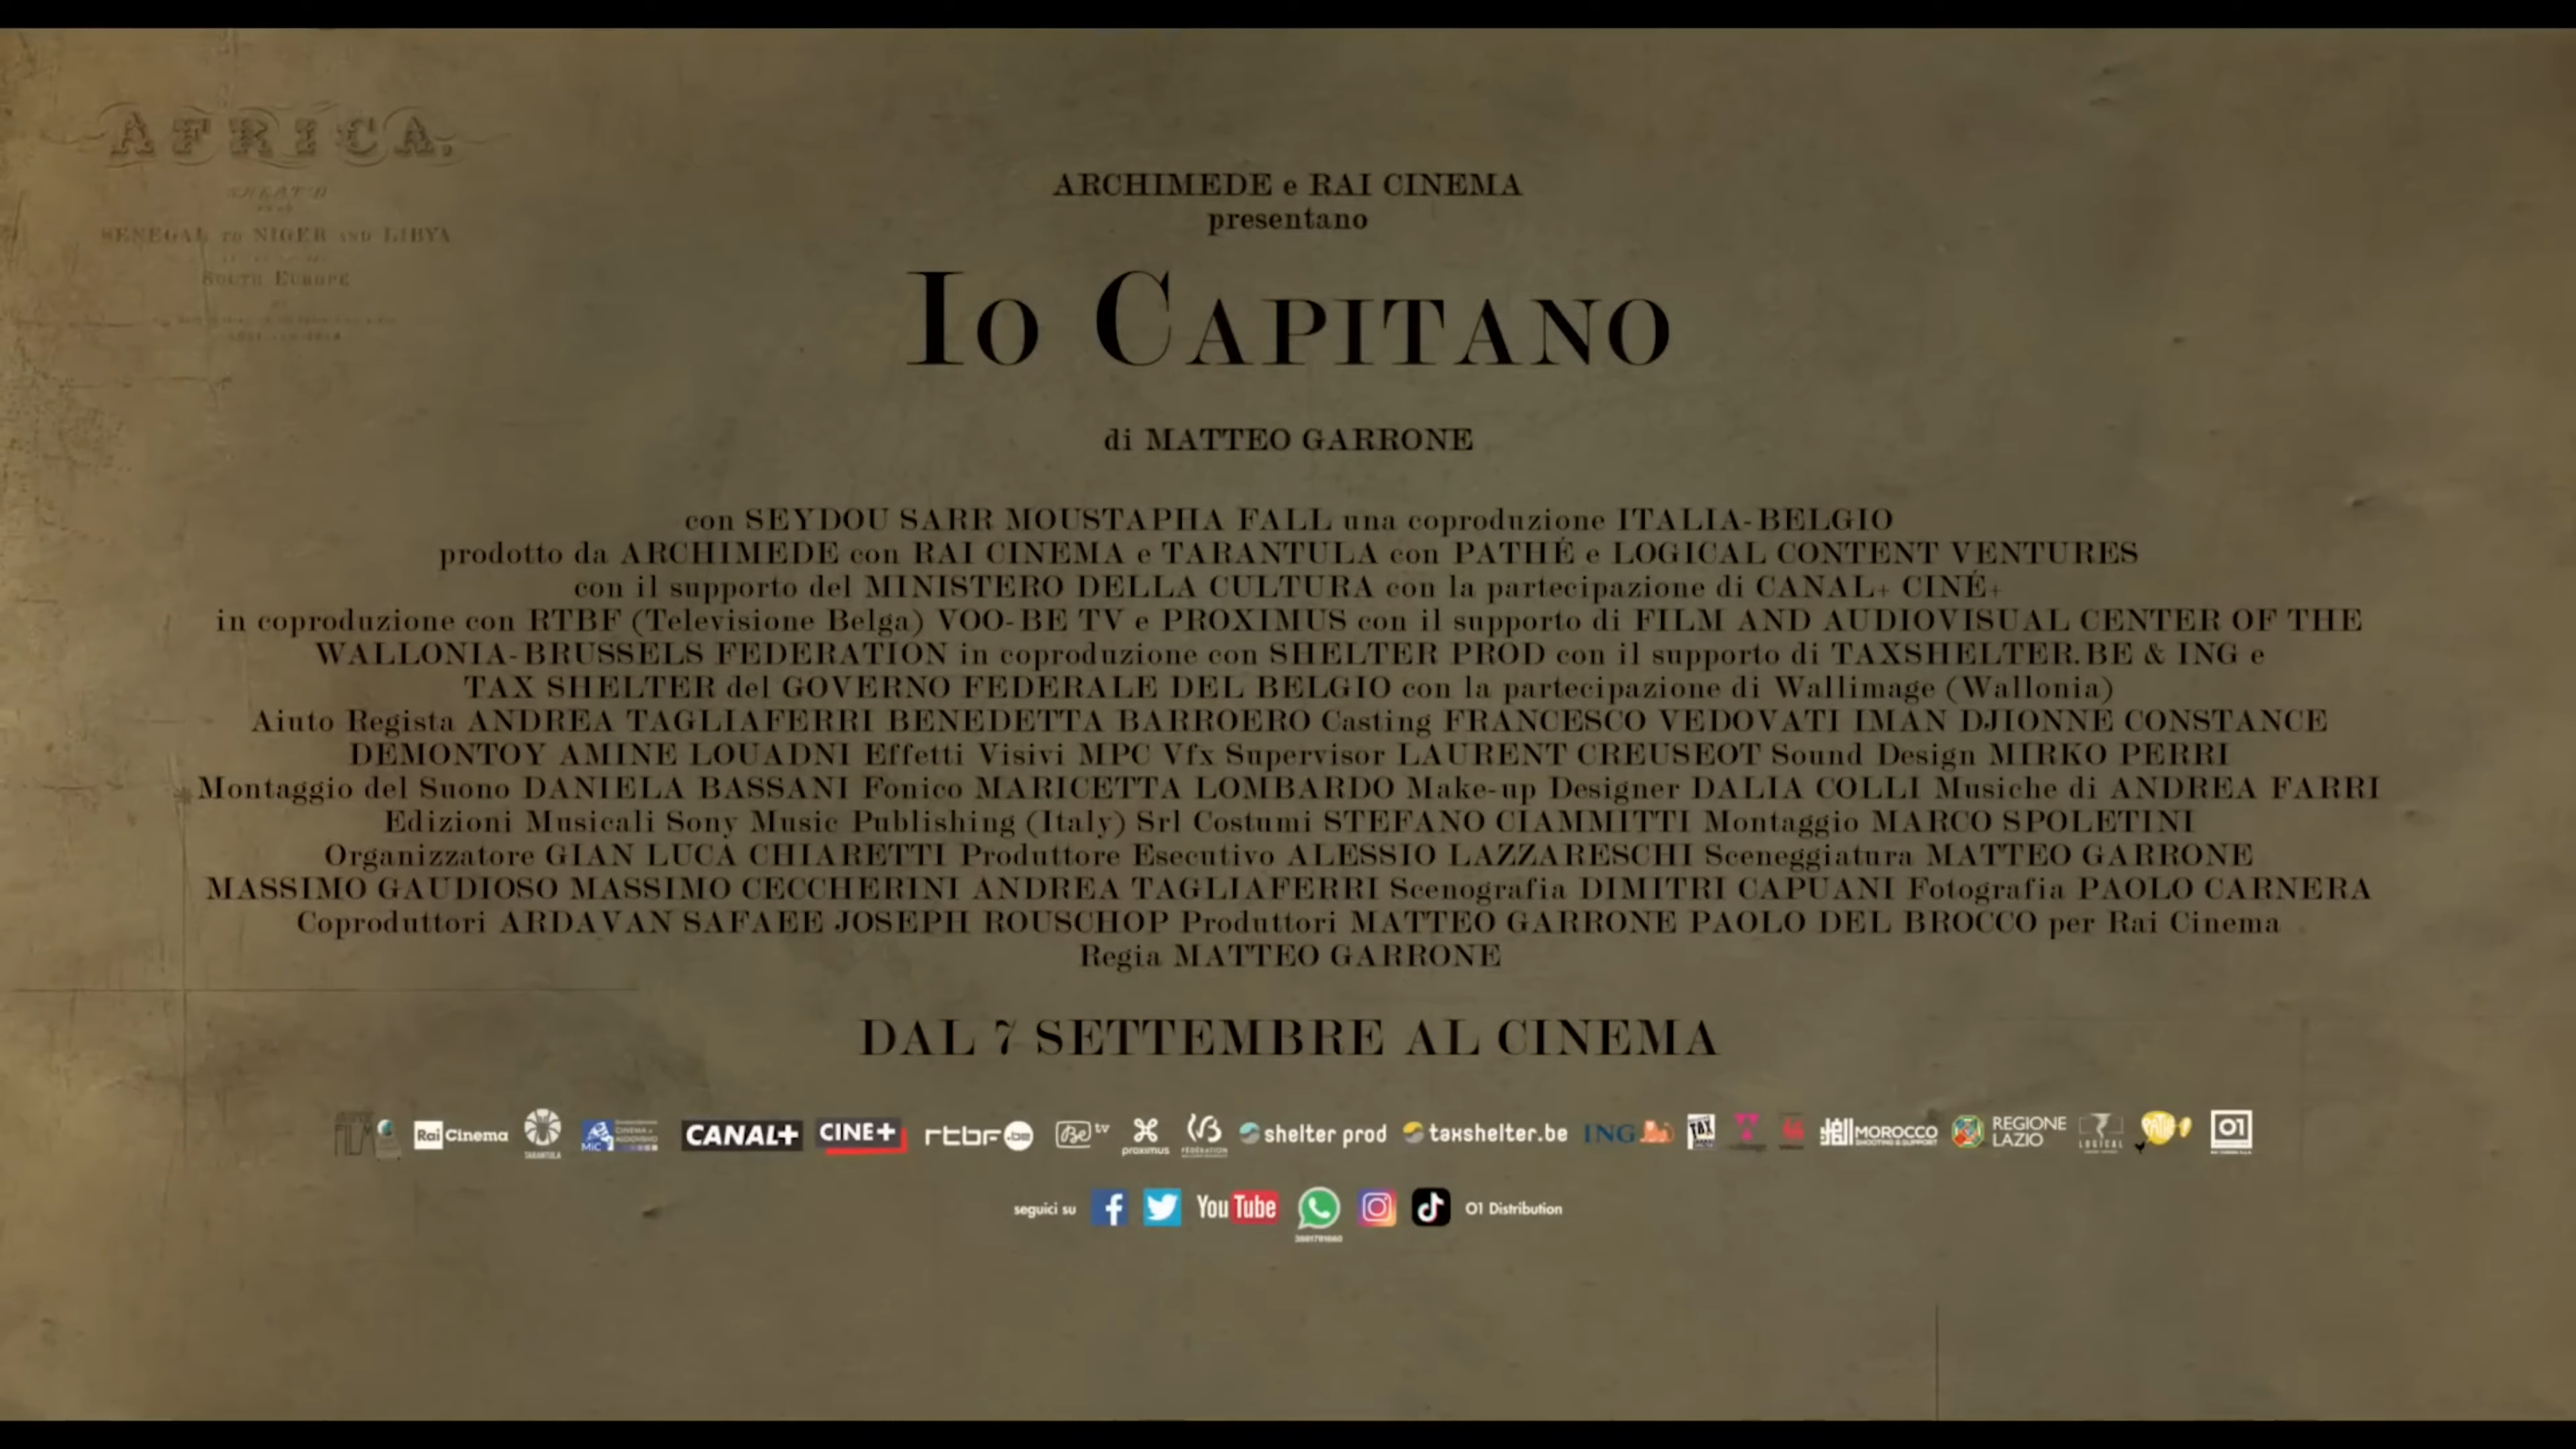 AFRICA.
SENEGAL TO NIGER AND LIBYA
SOUTH EUROPE
ARCHIMEDE e RAI CINEMA
presentano
IO CAPITANO
di MATTEO GARRONE
con SEYDOU SARR MOUSTAPHA FALL una coproduzione ITALIA-BELGIO
prodotto da ARCHIMEDE con RAI CINEMA e TARANTULA con PATHÉ e LOGICAL CONTENT VENTURES
con il supporto del MINISTERO DELLA CULTURA con la partecipazione di CANAL+ CINÉ+
in coproduzione con RTBF (Televisione Belga) VOO-BE TV e PROXIMUS con il supporto di FILM AND AUDIOVISUAL CENTER OF THE
WALLONIA-BRUSSELS FEDERATION in coproduzione con SHELTER PROD con il supporto di TAXSHELTER.BE & ING e
TAX SHELTER del GOVERNO FEDERALE DEL BELGIO con la partecipazione di Wallimage (Wallonia)
Aiuto Regista ANDREA TAGLIAFERRI BENEDETTA BARROERO Casting FRANCESCO VEDOVATI IMAN DJIONNE CONSTANCE
DEMONTOY AMINE LOUADNI Effetti Visivi MPC Vfx Supervisor LAURENT CREUSEOT Sound Design MIRKO PERRI
Montaggio del Suono DANIELA BASSANI Fonico MARICETTA LOMBARDO Make-up Designer DALIA COLLI Musiche di ANDREA FARRI
Edizioni Musicali Sony Music Publishing (Italy) Srl Costumi STEFANO CIAMMITTI Montaggio MARCO SPOLETINI
Organizzatore GIAN LUCA CHIARETTI Produttore Esecutivo ALESSIO LAZZARESCHI Sceneggiatura MATTEO GARRONE
MASSIMO GAUDIOSO MASSIMO CECCHERINI ANDREA TAGLIAFERRI Scenografia DIMITRI CAPUANI Fotografia PAOLO CARNERA
Coproduttori ARDAVAN SAFAEE JOSEPH ROUSCHOP Produttori MATTEO GARRONE PAOLO DEL BROCCO per Rai Cinema
Regia MATTEO GARRONE
DAL 7 SETTEMBRE AL CINEMA
Rai Cinema TARANTULA MiC CANAL+ CINE+ rtbf.be Be tv proximus FÉDÉRATION shelter prod taxshelter.be ING TAX MOROCCO REGIONE LAZIO LOGICAL PATHÉ 01
seguici su f You Tube 01 Distribution